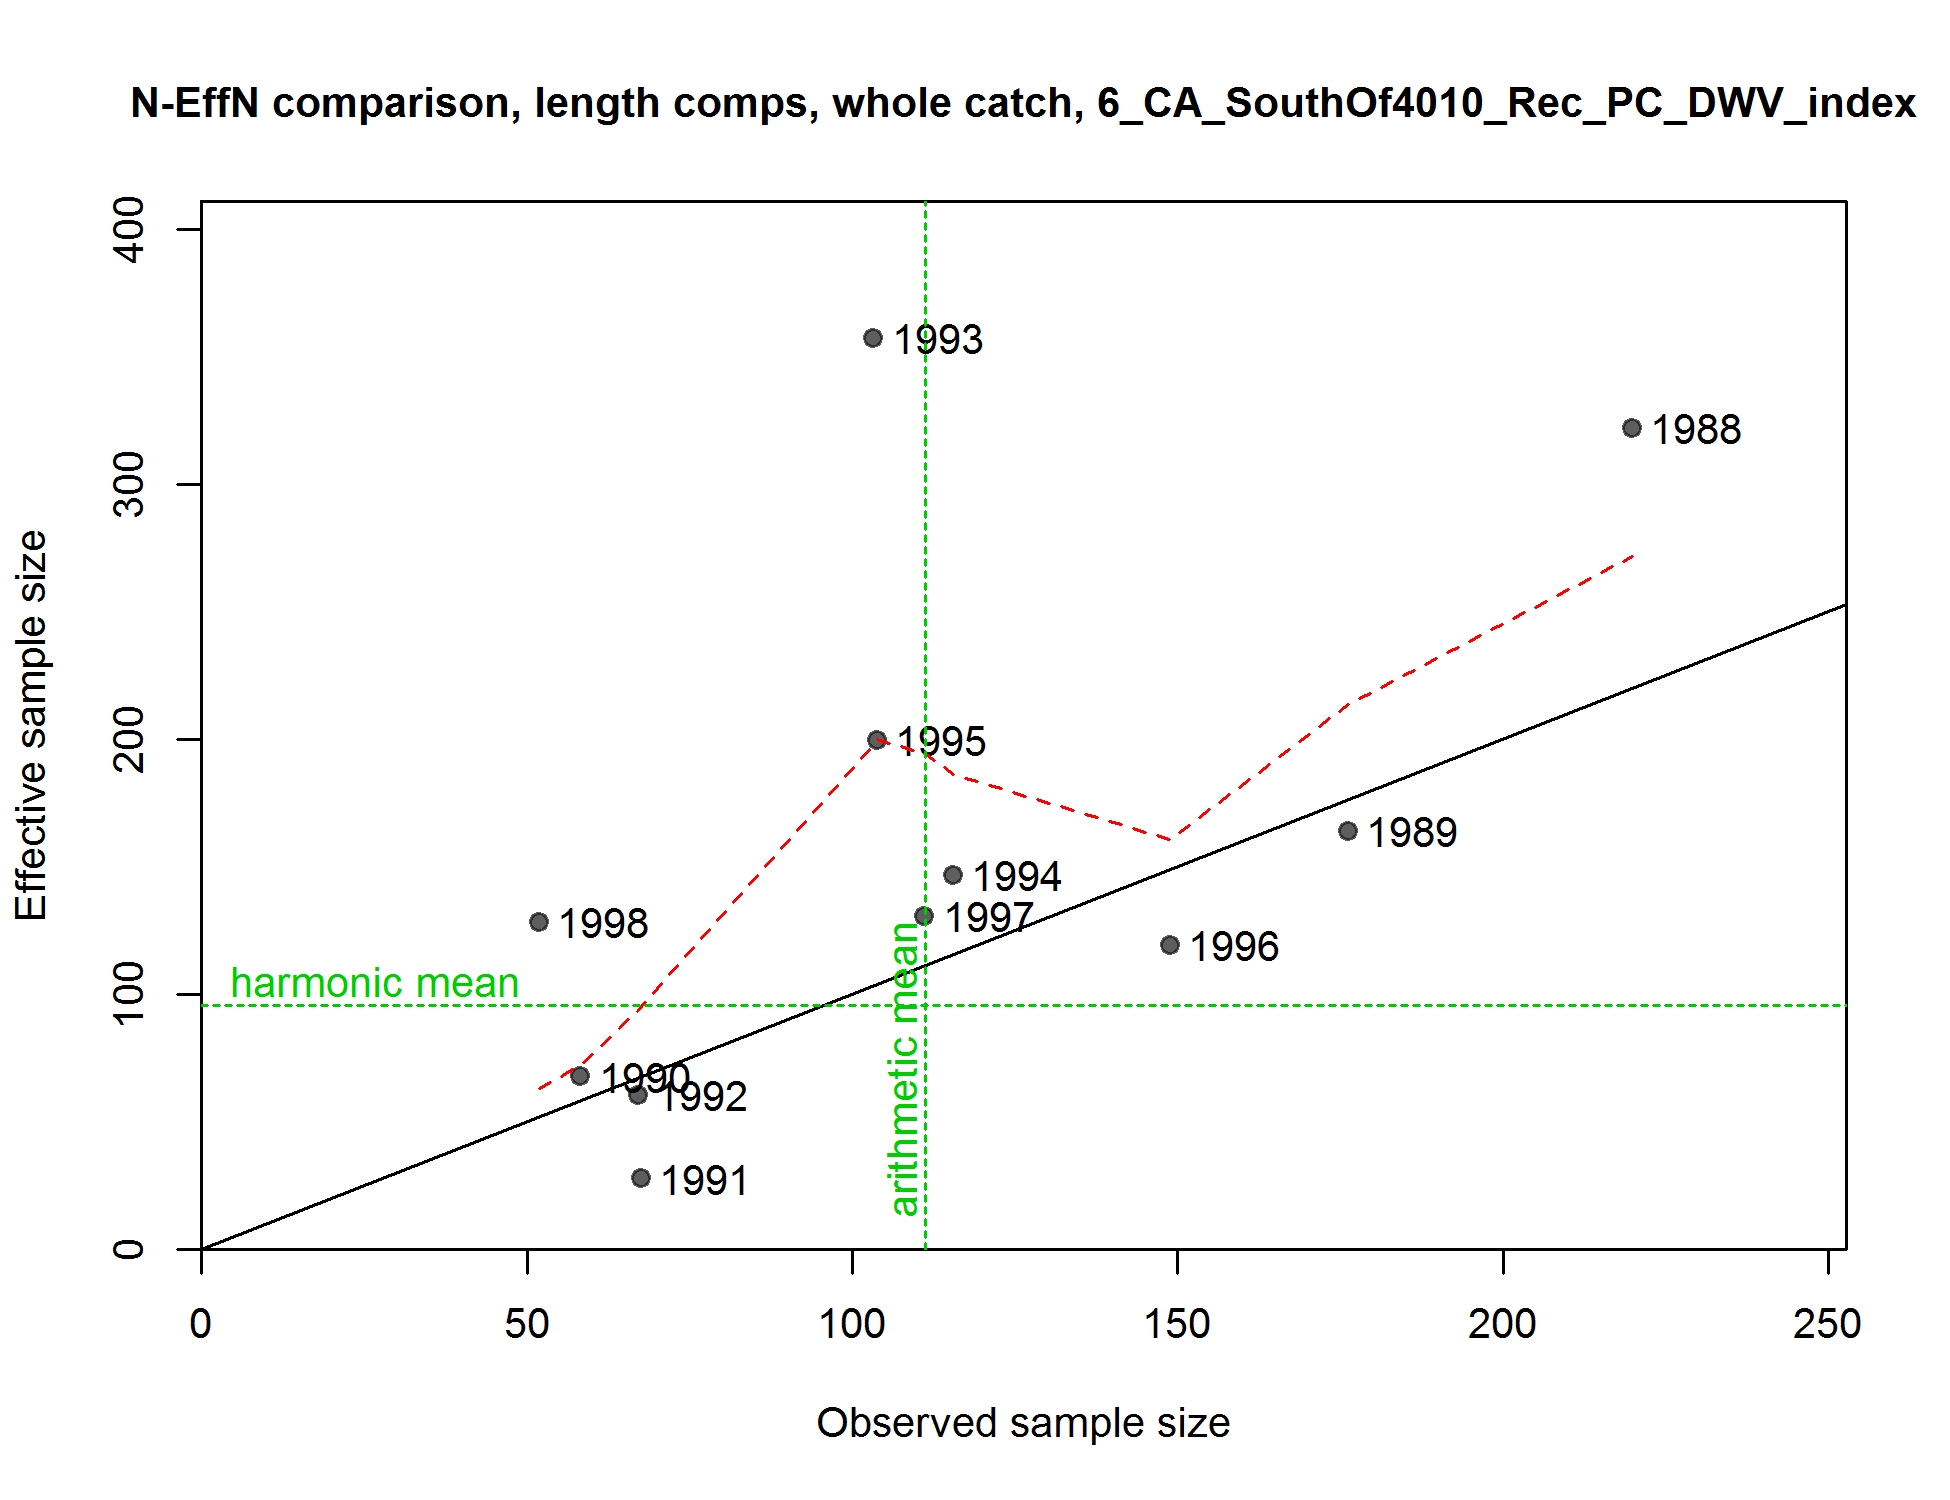 N-EffN comparison, length comps, whole catch, 6_CA_SouthOf4010_Rec_PC_DWV_index
Effective sample size
400
300
200
100
0
1993
1988
1995
1989
1994
1997
1996
1998
harmonic mean
arithmetic mean
1990
1992
1991
0 50 100 150 200 250
Observed sample size